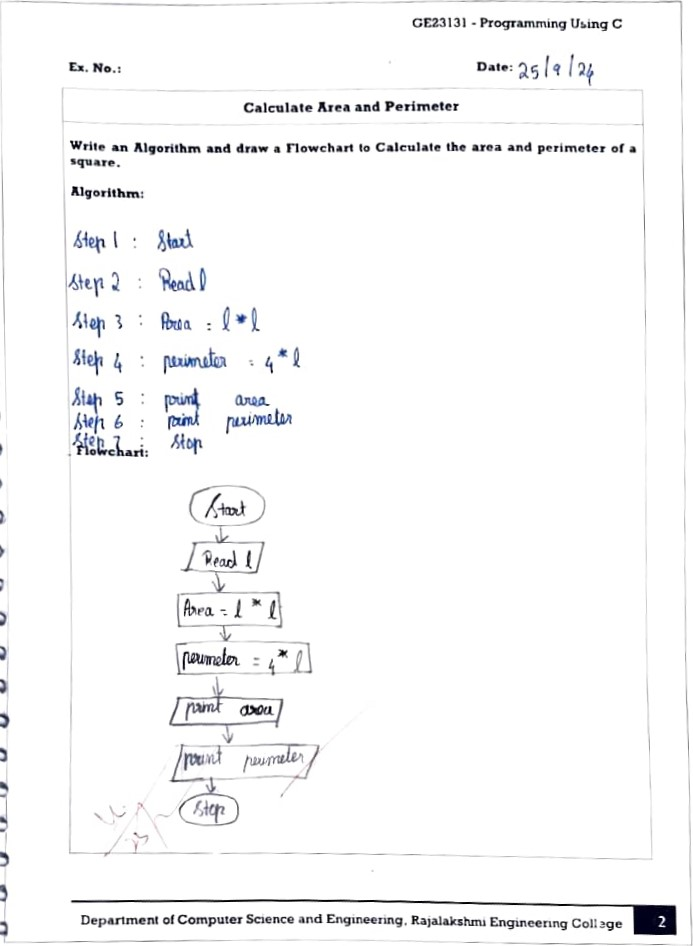 GE23131 - Programming Using C
Ex. No.:
Date: 25/9/24
Calculate Area and Perimeter
Write an Algorithm and draw a Flowchart to Calculate the area and perimeter of a
square.
Algorithm:
Step 1 : Start
Step 2 : Read l
Step 3 : Area = l * l
Step 4 : perimeter = 4 * l
Step 5 : print area
Step 6 : print perimeter
Step 7 : Stop
Flowchart:
Start
Read l
Area = l * l
perimeter = 4 * l
print area
print perimeter
Stop
Department of Computer Science and Engineering, Rajalakshmi Engineering College
2